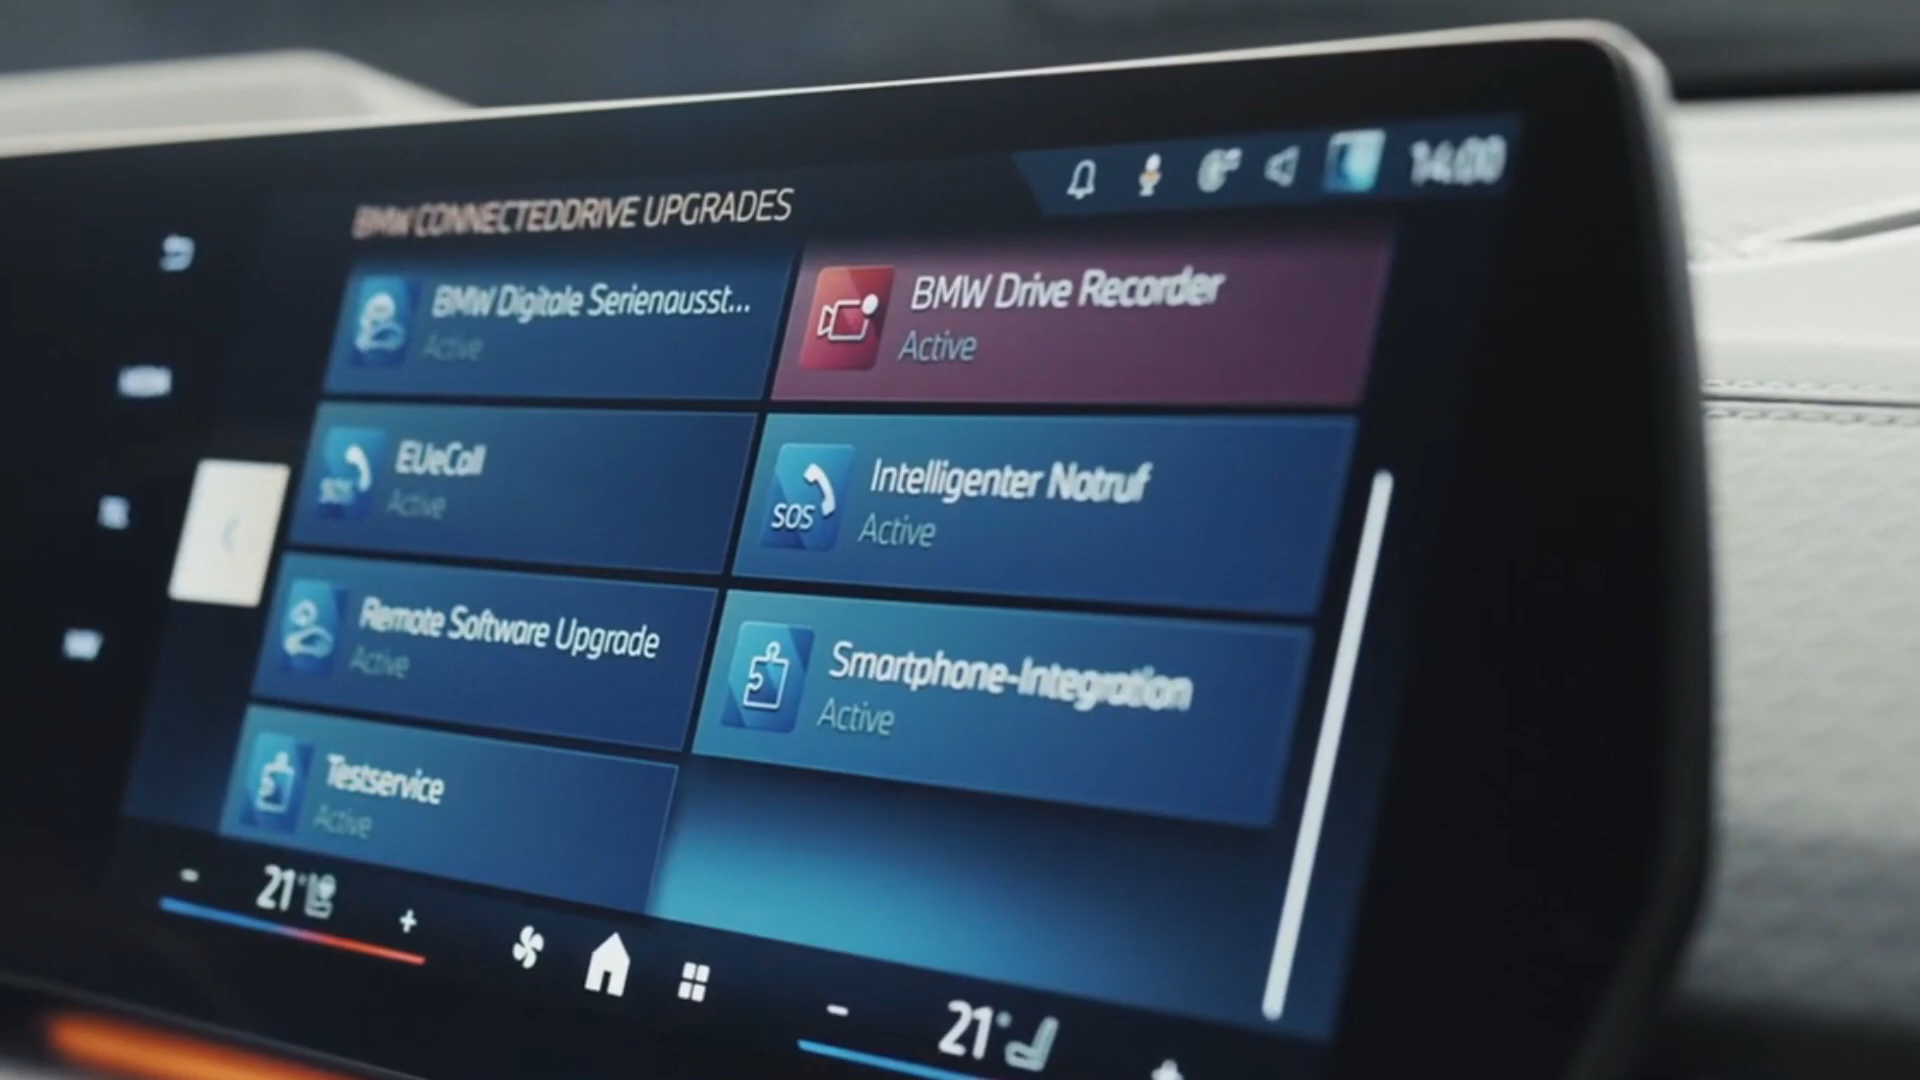 14:00
BMW CONNECTEDDRIVE UPGRADES
BMW Digitale Serienausst...
Active
BMW Drive Recorder
Active
EUeCall
Active
SOS
Intelligenter Notruf
Active
SOS
Remote Software Upgrade
Active
Smartphone-Integration
Active
Testservice
Active
- 21° +
- 21° +